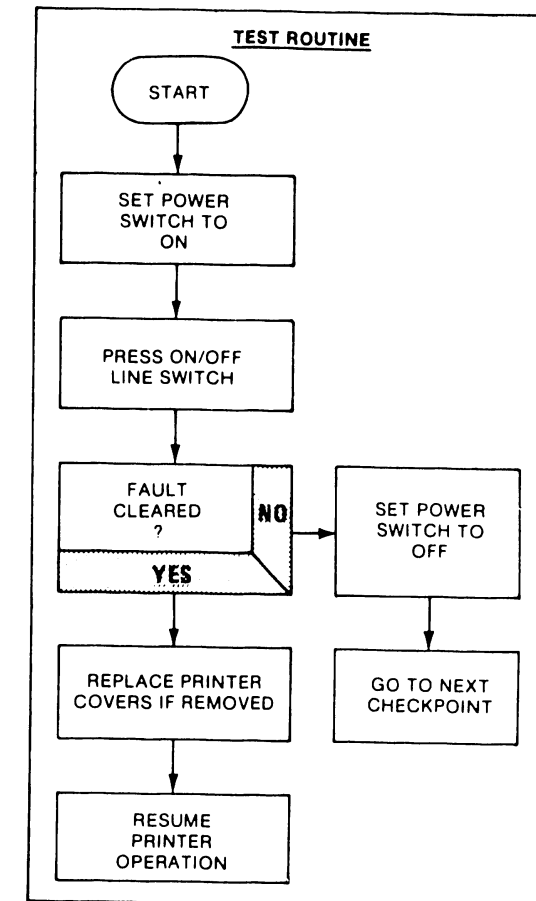 TEST ROUTINE
START
SET POWER
SWITCH TO
ON
PRESS ON/OFF
LINE SWITCH
FAULT
CLEARED
?
NO
YES
SET POWER
SWITCH TO
OFF
REPLACE PRINTER
COVERS IF REMOVED
GO TO NEXT
CHECKPOINT
RESUME
PRINTER
OPERATION